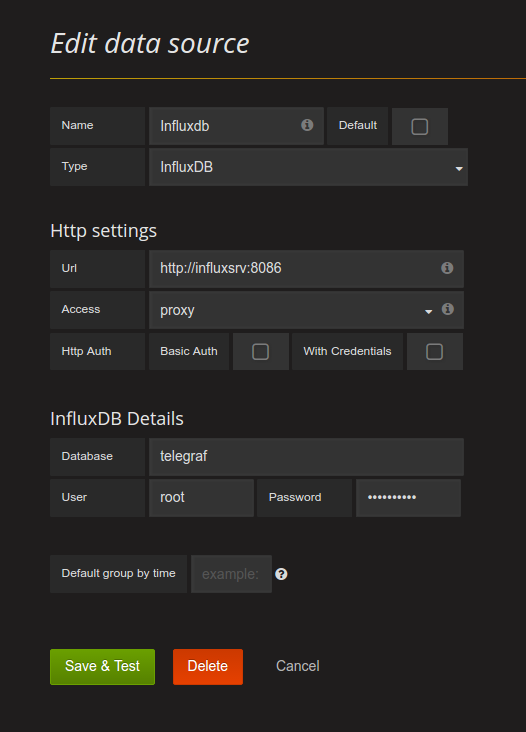 Edit data source
Name Influxdb Default
Type InfluxDB
Http settings
Url http://influxsrv:8086
Access proxy
Http Auth Basic Auth With Credentials
InfluxDB Details
Database telegraf
User root Password ••••••••••
Default group by time example:
Save & Test Delete Cancel